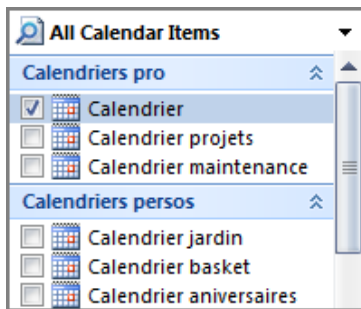 All Calendar Items
Calendriers pro
Calendrier
Calendrier projets
Calendrier maintenance
Calendriers persos
Calendrier jardin
Calendrier basket
Calendrier aniversaires